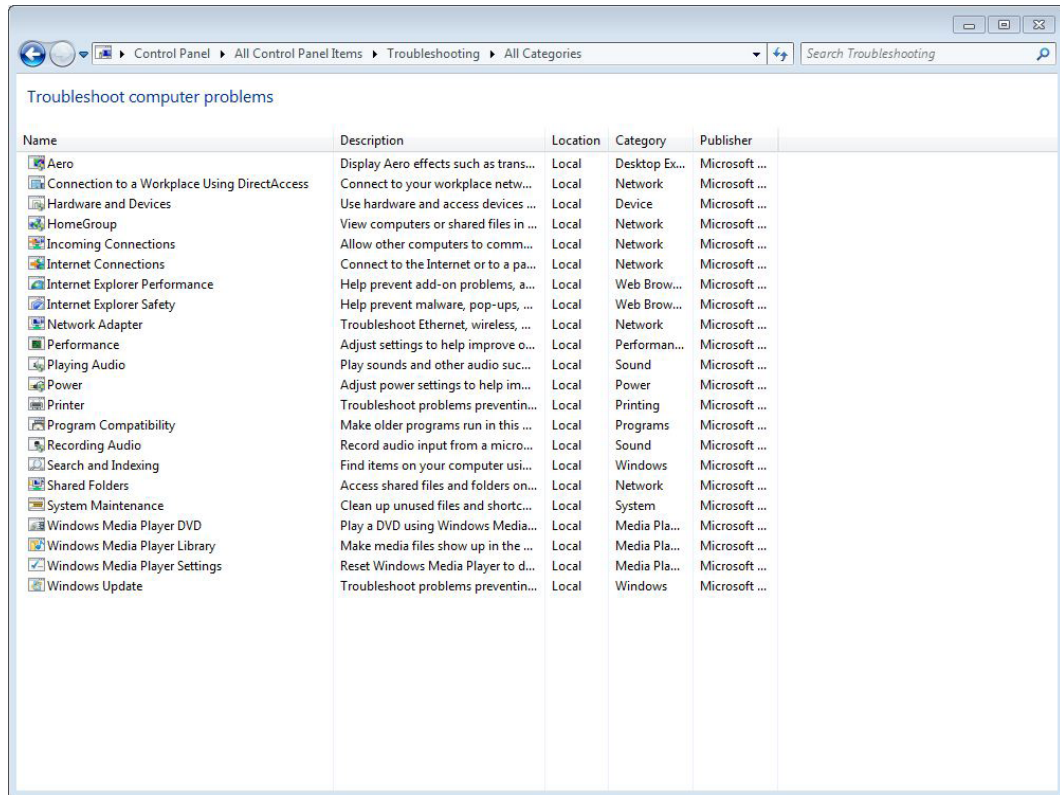 Control Panel All Control Panel Items Troubleshooting All Categories Search Troubleshooting
Troubleshoot computer problems
Name Description Location Category Publisher
Aero Display Aero effects such as trans... Local Desktop Ex... Microsoft ...
Connection to a Workplace Using DirectAccess Connect to your workplace netw... Local Network Microsoft ...
Hardware and Devices Use hardware and access devices ... Local Device Microsoft ...
HomeGroup View computers or shared files in ... Local Network Microsoft ...
Incoming Connections Allow other computers to comm... Local Network Microsoft ...
Internet Connections Connect to the Internet or to a pa... Local Network Microsoft ...
Internet Explorer Performance Help prevent add-on problems, a... Local Web Brow... Microsoft ...
Internet Explorer Safety Help prevent malware, pop-ups, ... Local Web Brow... Microsoft ...
Network Adapter Troubleshoot Ethernet, wireless, ... Local Network Microsoft ...
Performance Adjust settings to help improve o... Local Performan... Microsoft ...
Playing Audio Play sounds and other audio suc... Local Sound Microsoft ...
Power Adjust power settings to help im... Local Power Microsoft ...
Printer Troubleshoot problems preventin... Local Printing Microsoft ...
Program Compatibility Make older programs run in this ... Local Programs Microsoft ...
Recording Audio Record audio input from a micro... Local Sound Microsoft ...
Search and Indexing Find items on your computer usi... Local Windows Microsoft ...
Shared Folders Access shared files and folders on... Local Network Microsoft ...
System Maintenance Clean up unused files and shortc... Local System Microsoft ...
Windows Media Player DVD Play a DVD using Windows Media... Local Media Pla... Microsoft ...
Windows Media Player Library Make media files show up in the ... Local Media Pla... Microsoft ...
Windows Media Player Settings Reset Windows Media Player to d... Local Media Pla... Microsoft ...
Windows Update Troubleshoot problems preventin... Local Windows Microsoft ...